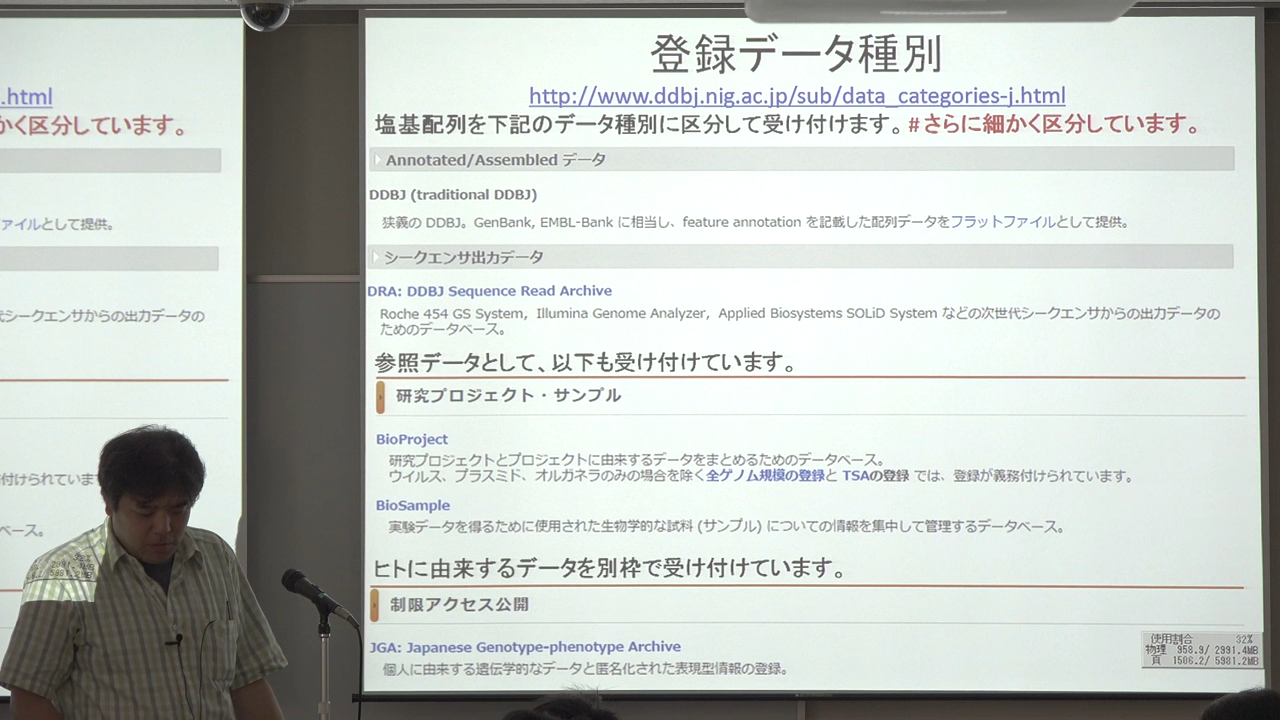 登録データ種別
http://www.ddbj.nig.ac.jp/sub/data_categories-j.html
塩基配列を下記のデータ種別に区分して受け付けます。#さらに細かく区分しています。
Annotated/Assembled データ
DDBJ (traditional DDBJ)
狭義の DDBJ。GenBank, EMBL-Bank に相当し、feature annotation を記載した配列データをフラットファイルとして提供。
シークエンサ出力データ
DRA: DDBJ Sequence Read Archive
Roche 454 GS System, Illumina Genome Analyzer, Applied Biosystems SOLiD System などの次世代シークエンサからの出力データの
ためのデータベース。
参照データとして、以下も受け付けています。
研究プロジェクト・サンプル
BioProject
研究プロジェクトとプロジェクトに由来するデータをまとめるためのデータベース。
ウイルス、プラスミド、オルガネラのみの場合を除く全ゲノム規模の登録と TSAの登録 では、登録が義務付けられています。
BioSample
実験データを得るために使用された生物学的な試料 (サンプル) についての情報を集中して管理するデータベース。
ヒトに由来するデータを別枠で受け付けています。
制限アクセス公開
JGA: Japanese Genotype-phenotype Archive
個人に由来する遺伝学的なデータと匿名化された表現型情報の登録。
使用割合 32%
物理 958.9/ 2991.4MB
頁 1506.2/ 5981.2MB
.html
かく区分しています。
ァイルとして提供。
シークエンサからの出力データの
付けられていま
ベース。